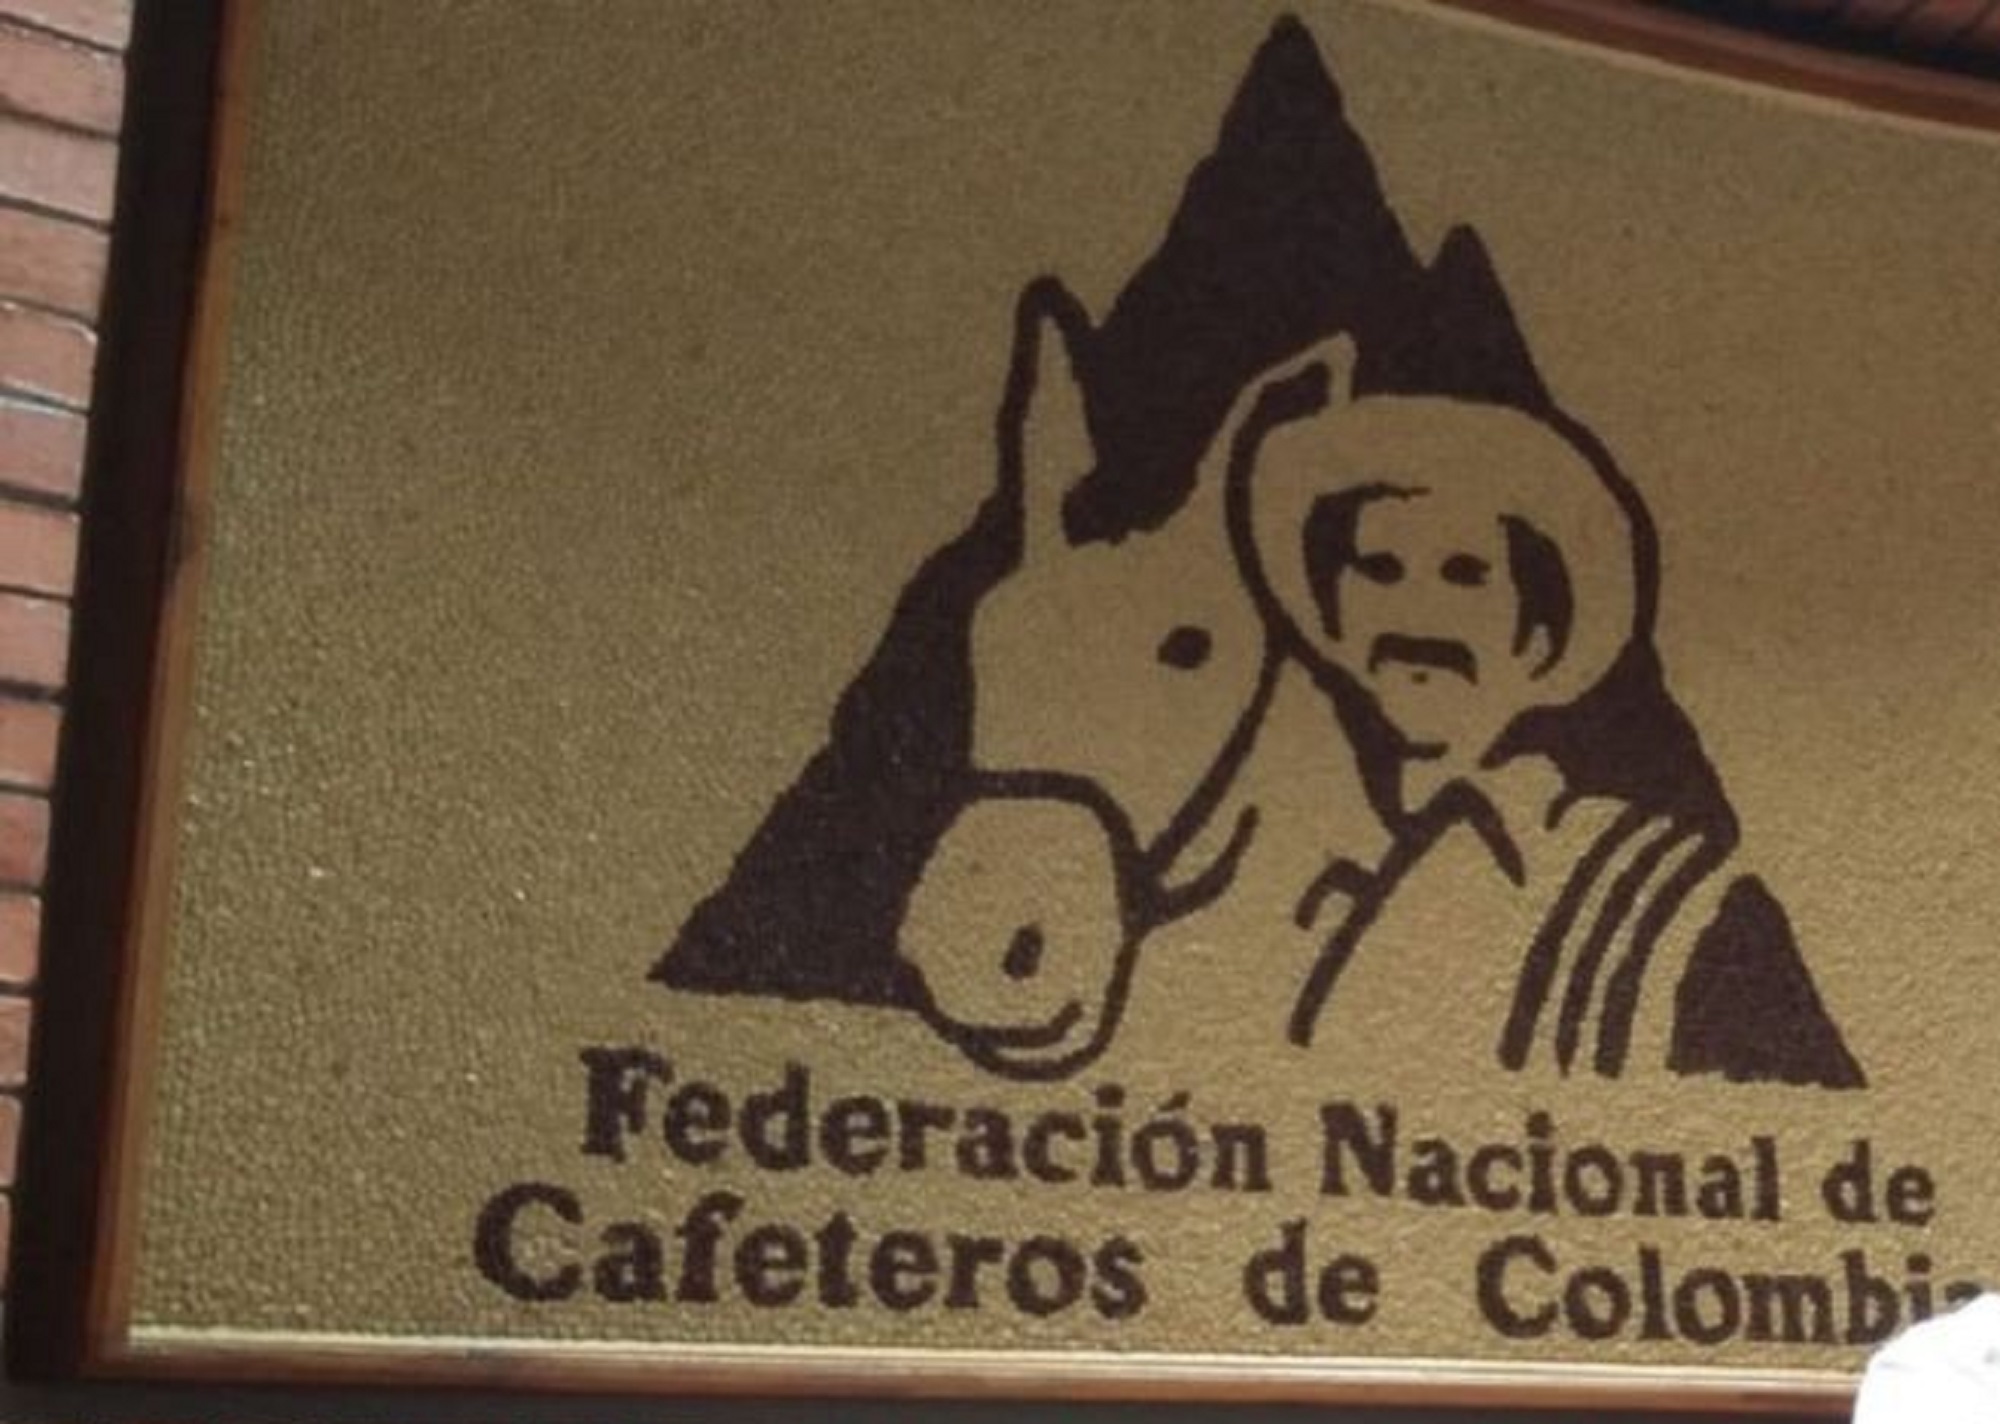 Federación Nacional de
Cafeteros de Colombia